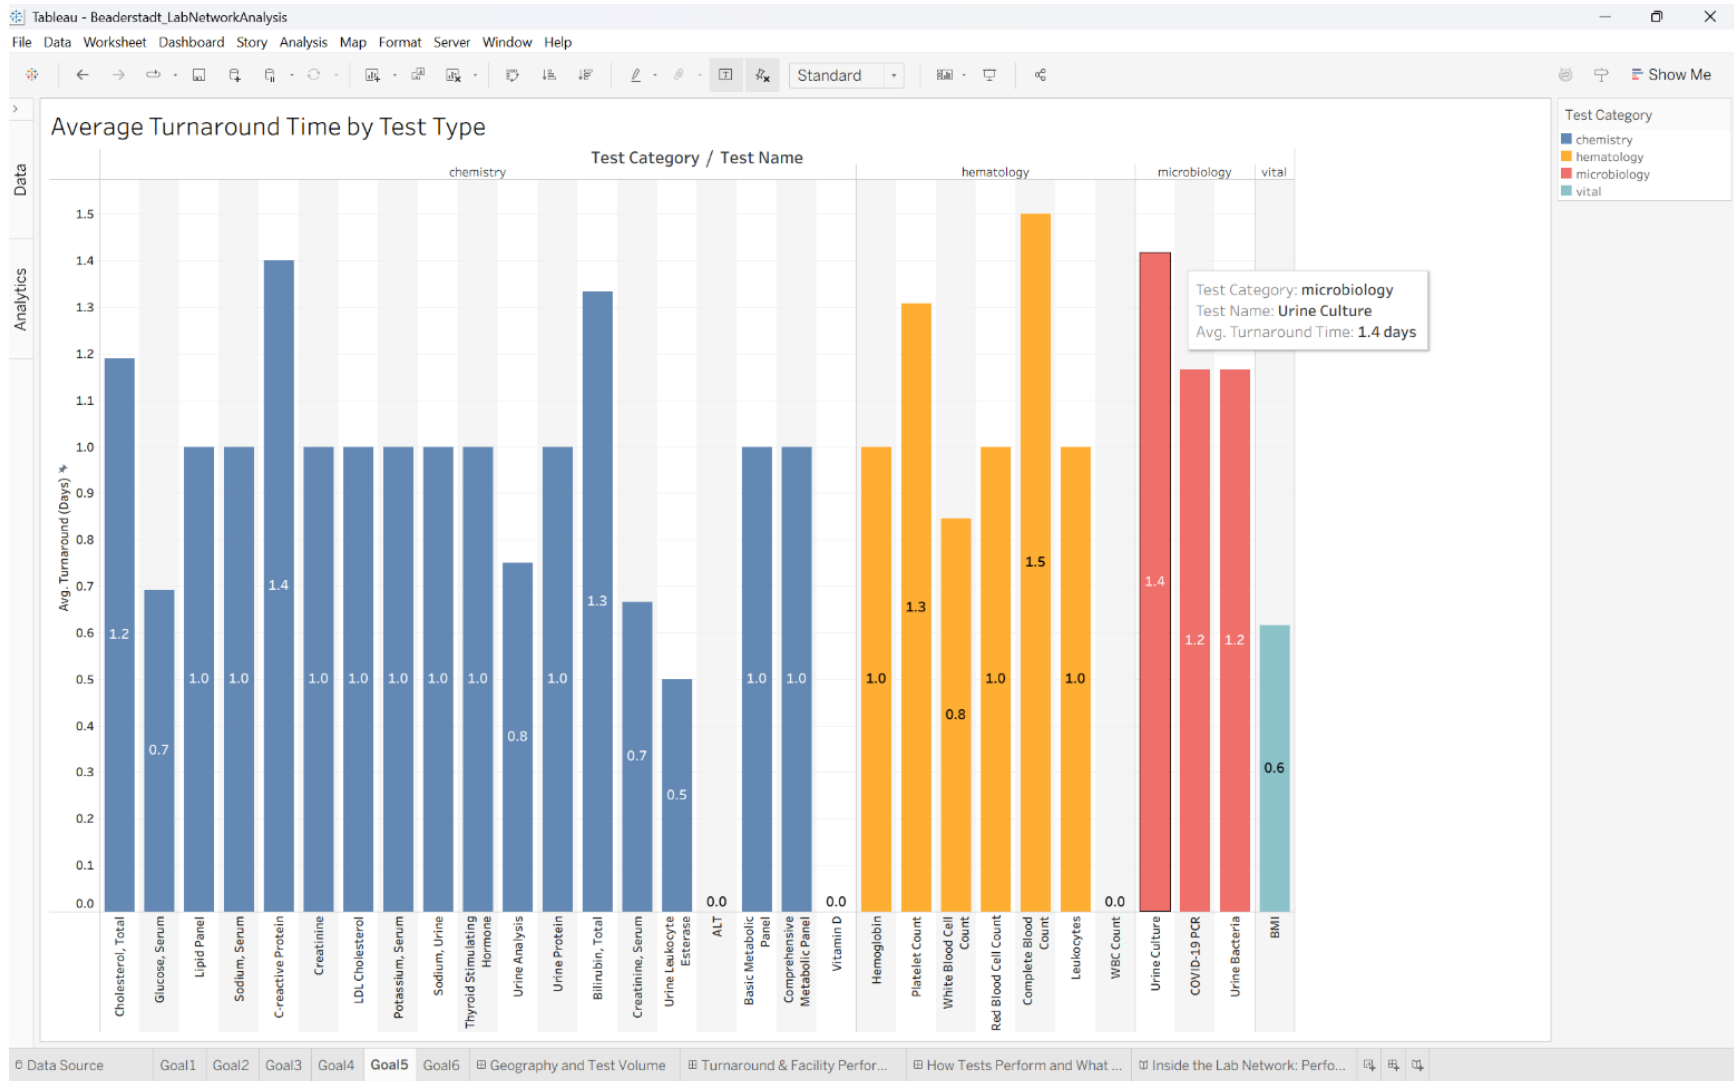 Tableau - Beaderstadt_LabNetworkAnalysis
File Data Worksheet Dashboard Story Analysis Map Format Server Window Help
Standard
Show Me
Data
Analytics
Average Turnaround Time by Test Type
Test Category / Test Name
chemistry
hematology
microbiology
vital
Avg. Turnaround (Days)
1.5
1.4
1.3
1.2
1.1
1.0
0.9
0.8
0.7
0.6
0.5
0.4
0.3
0.2
0.1
0.0
1.2
0.7
1.0
1.0
1.4
1.0
1.0
1.0
1.0
1.0
0.8
1.0
1.3
0.7
0.5
0.0
1.0
1.0
0.0
1.0
1.3
0.8
1.0
1.5
1.0
0.0
1.4
1.2
1.2
0.6
Cholesterol, Total
Glucose, Serum
Lipid Panel
Sodium, Serum
C-reactive Protein
Creatinine
LDL Cholesterol
Potassium, Serum
Sodium, Urine
Thyroid Stimulating
Hormone
Urine Analysis
Urine Protein
Bilirubin, Total
Creatinine, Serum
Urine Leukocyte
Esterase
ALT
Basic Metabolic
Panel
Comprehensive
Metabolic Panel
Vitamin D
Hemoglobin
Platelet Count
White Blood Cell
Count
Red Blood Cell Count
Complete Blood
Count
Leukocytes
WBC Count
Urine Culture
COVID-19 PCR
Urine Bacteria
BMI
Test Category: microbiology
Test Name: Urine Culture
Avg. Turnaround Time: 1.4 days
Test Category
chemistry
hematology
microbiology
vital
Data Source Goal1 Goal2 Goal3 Goal4 Goal5 Goal6 Geography and Test Volume Turnaround & Facility Perfor... How Tests Perform and What ... Inside the Lab Network: Perfo...